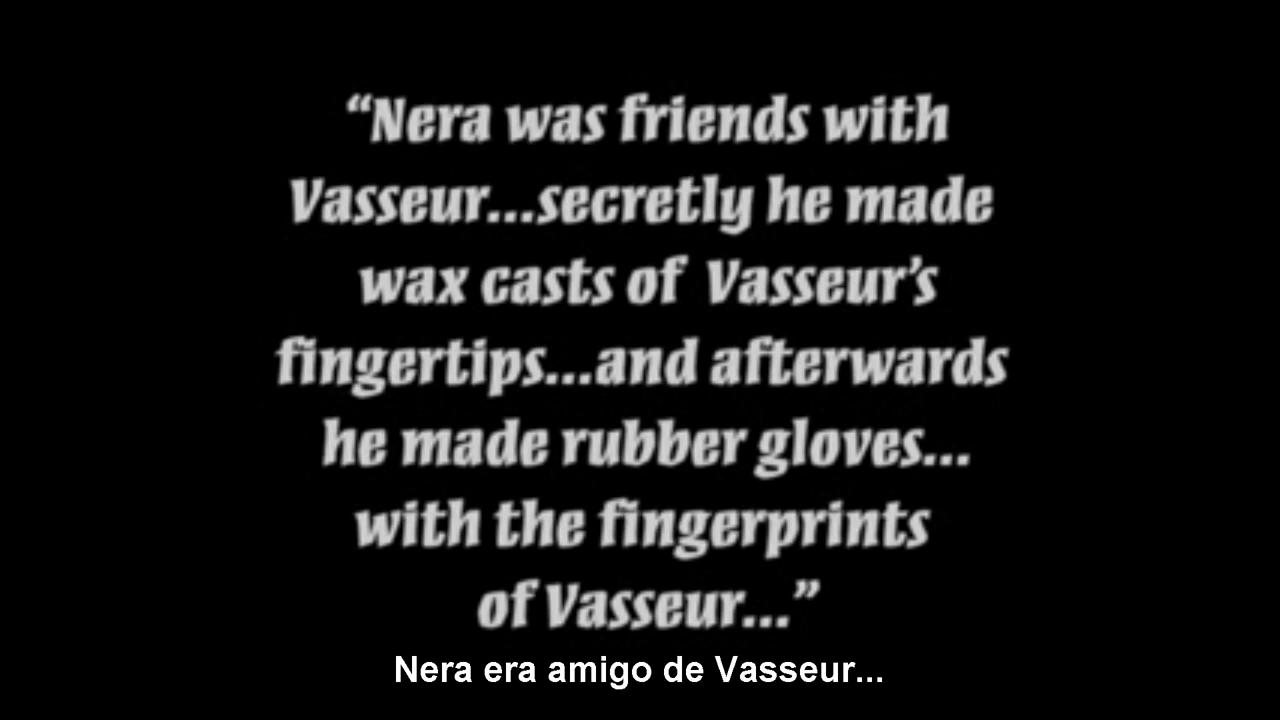 “Nera was friends with
Vasseur...secretly he made
wax casts of Vasseur’s
fingertips...and afterwards
he made rubber gloves...
with the fingerprints
of Vasseur...”
Nera era amigo de Vasseur...